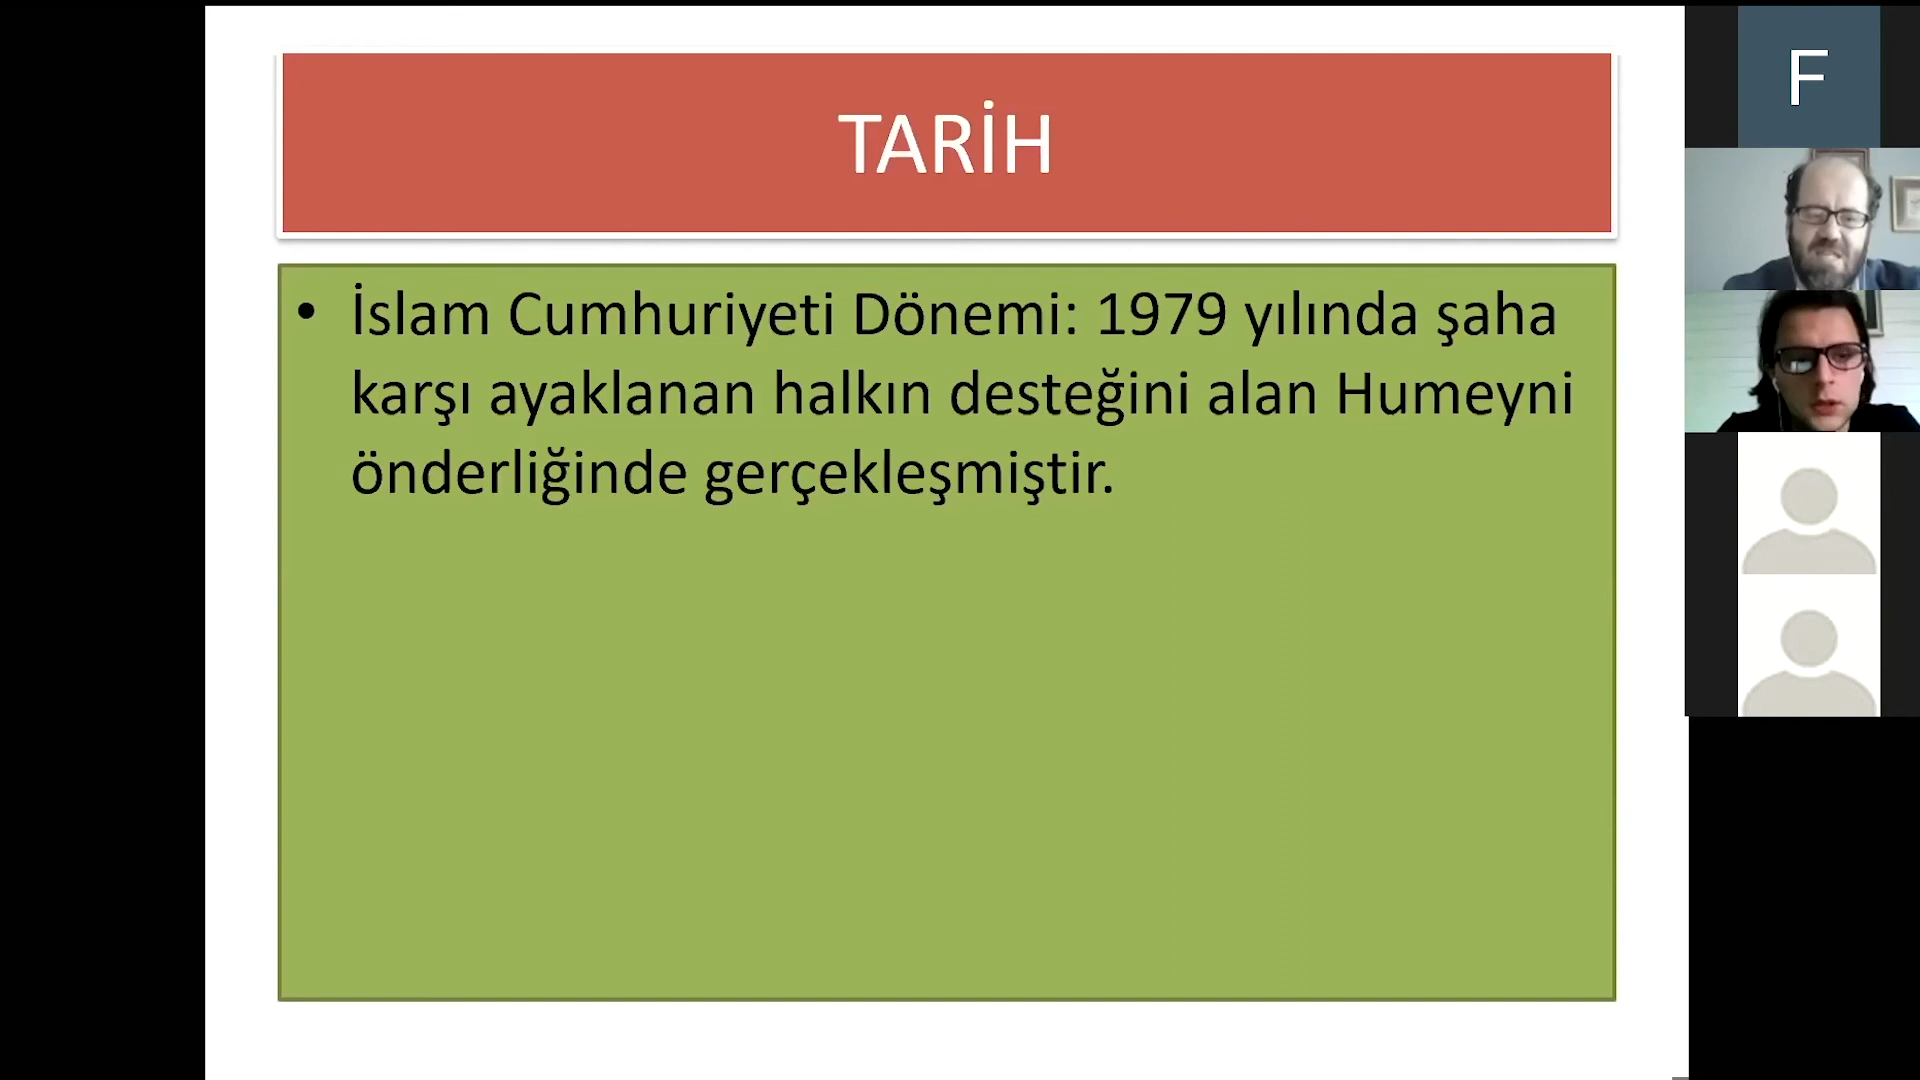 TARİH
• İslam Cumhuriyeti Dönemi: 1979 yılında şaha
karşı ayaklanan halkın desteğini alan Humeyni
önderliğinde gerçekleşmiştir.
F